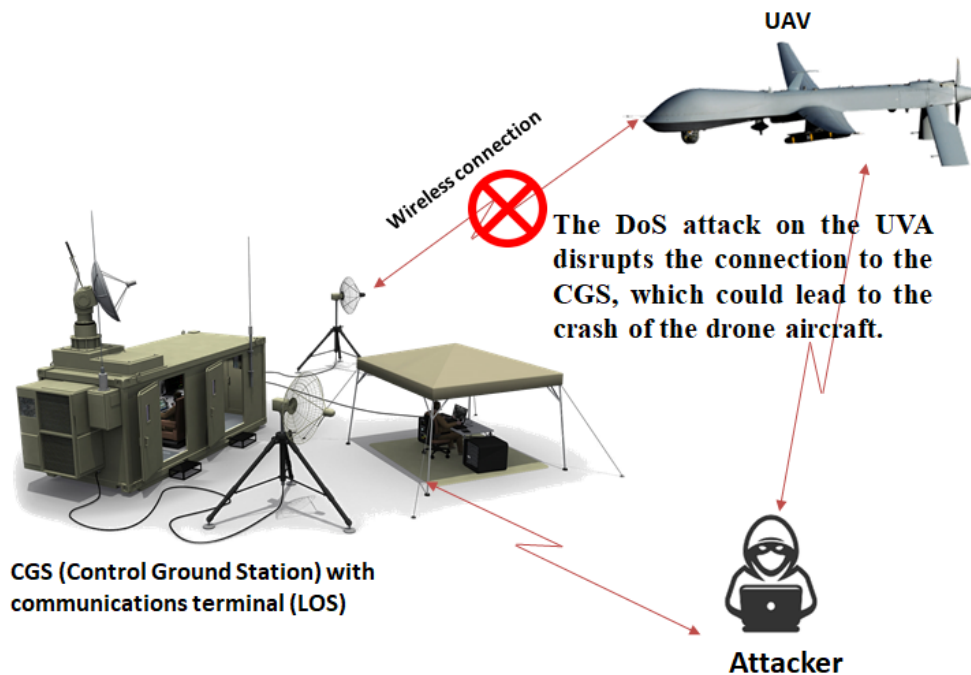 UAV
Wireless connection
The DoS attack on the UVA
disrupts the connection to the
CGS, which could lead to the
crash of the drone aircraft.
CGS (Control Ground Station) with
communications terminal (LOS)
Attacker